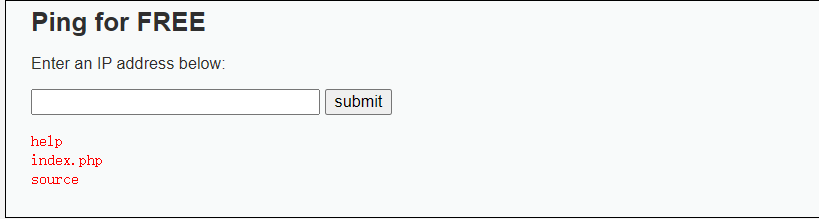 Ping for FREE
Enter an IP address below:
submit
help
index.php
source